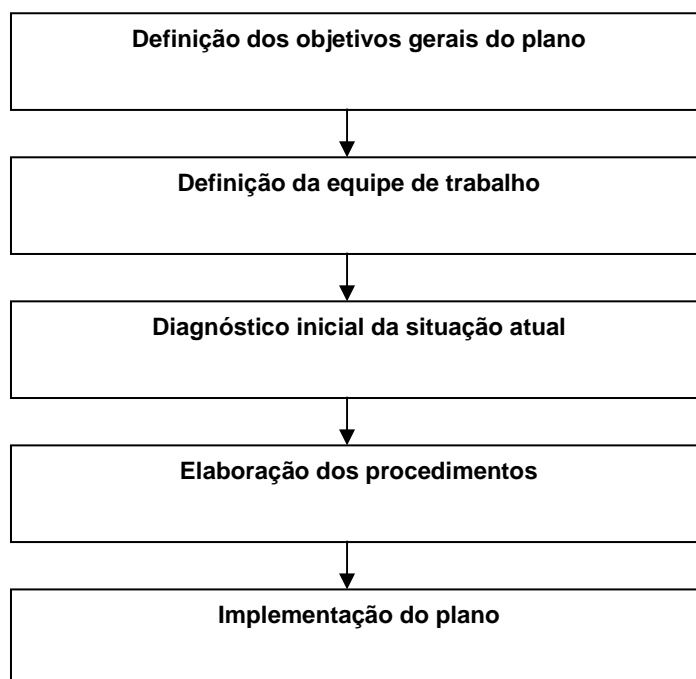 Definição dos objetivos gerais do plano
Definição da equipe de trabalho
Diagnóstico inicial da situação atual
Elaboração dos procedimentos
Implementação do plano